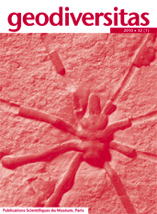 geodiversitas
2010 • 32 (1)
Publications Scientifiques du Muséum, Paris